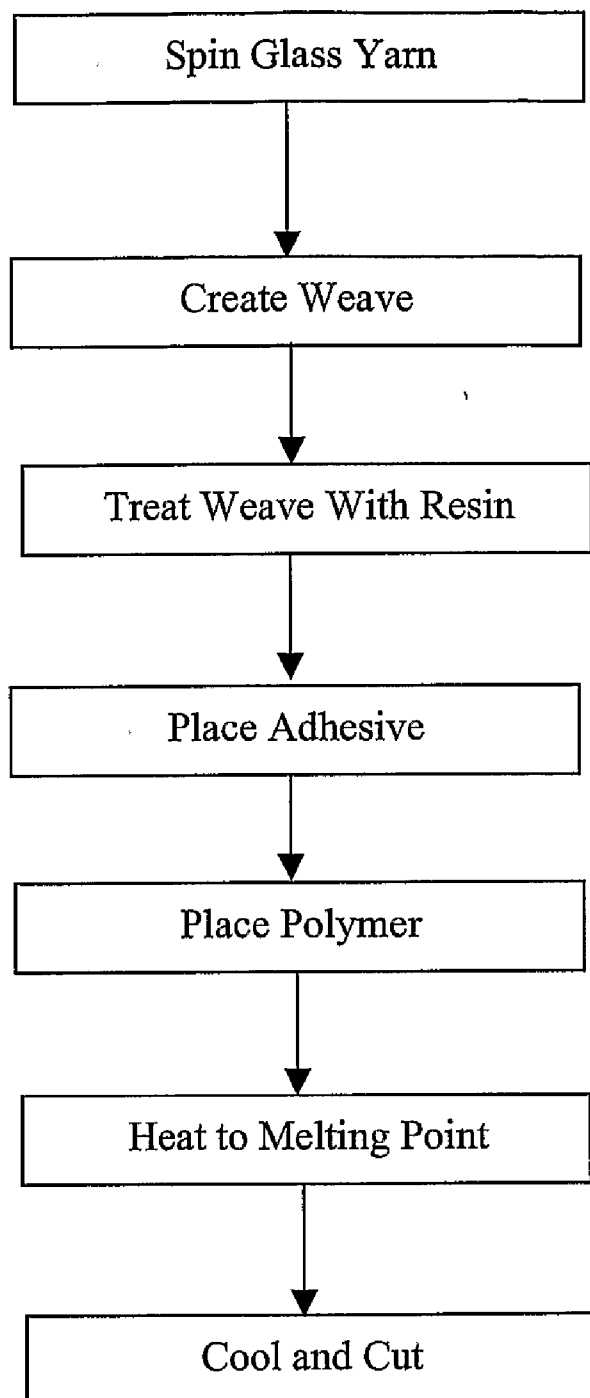 Spin Glass Yarn
Create Weave
Treat Weave With Resin
Place Adhesive
Place Polymer
Heat to Melting Point
Cool and Cut